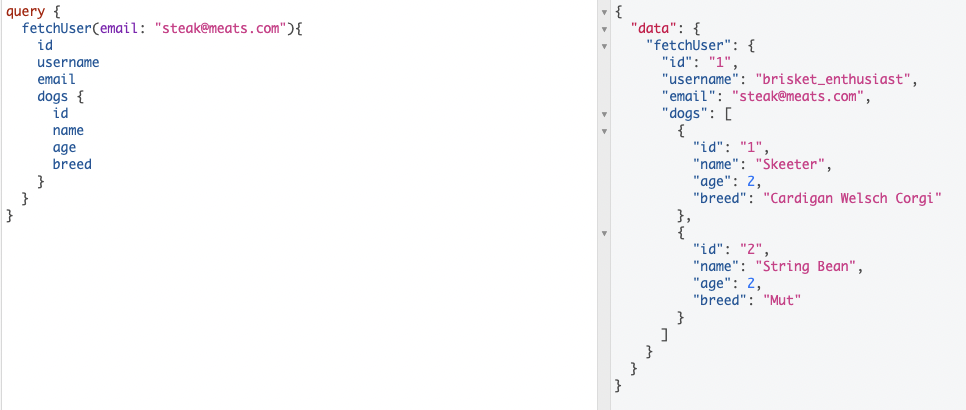 query {
  fetchUser(email: "steak@meats.com"){
    id
    username
    email
    dogs {
      id
      name
      age
      breed
    }
  }
}
{
  "data": {
    "fetchUser": {
      "id": "1",
      "username": "brisket_enthusiast",
      "email": "steak@meats.com",
      "dogs": [
        {
          "id": "1",
          "name": "Skeeter",
          "age": 2,
          "breed": "Cardigan Welsch Corgi"
        },
        {
          "id": "2",
          "name": "String Bean",
          "age": 2,
          "breed": "Mut"
        }
      ]
    }
  }
}